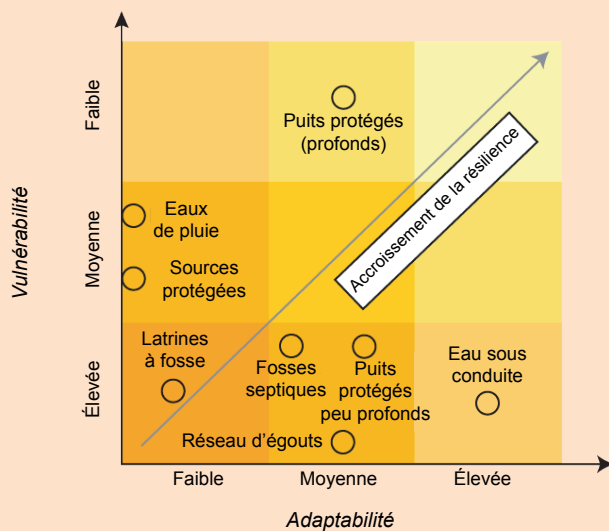 Vulnérabilité
Faible
Moyenne
Élevée
Puits protégés
(profonds)
Accroissement de la résilience
Eaux
de pluie
Sources
protégées
Latrines
à fosse
Fosses
septiques
Puits
protégés
peu profonds
Eau sous
conduite
Réseau d'égouts
Faible
Moyenne
Élevée
Adaptabilité